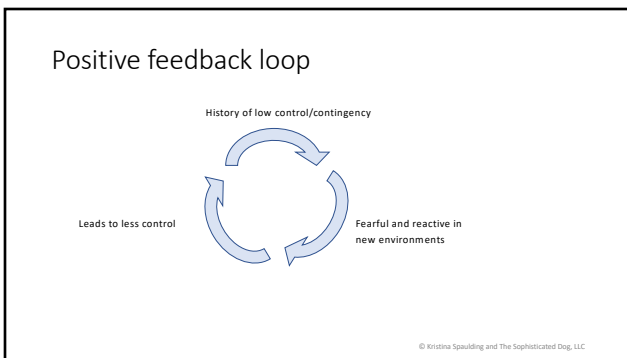 Positive feedback loop
History of low control/contingency
Leads to less control
Fearful and reactive in
new environments
© Kristina Spaulding and The Sophisticated Dog, LLC